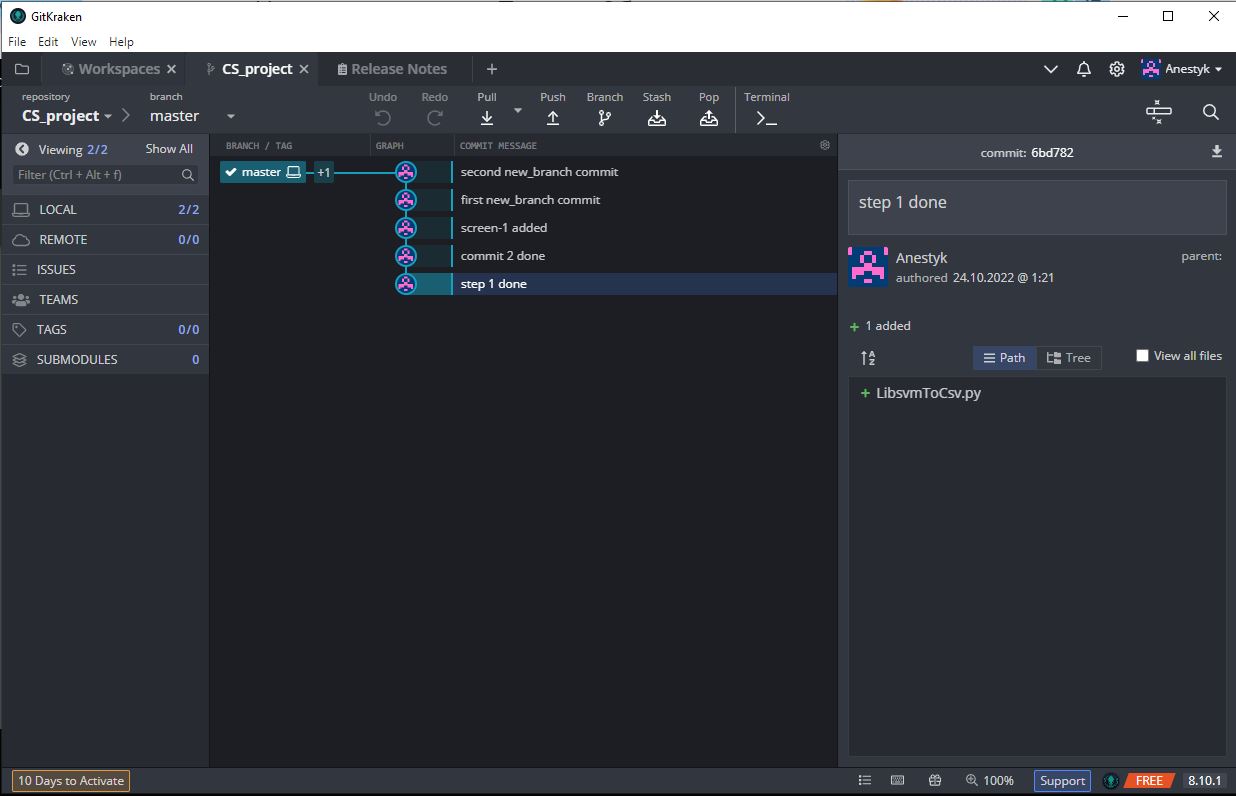 GitKraken
File Edit View Help
Workspaces
CS_project
Release Notes
Anestyk
repository
CS_project
branch
master
Undo
Redo
Pull
Push
Branch
Stash
Pop
Terminal
Viewing 2/2 Show All
Filter (Ctrl + Alt + f)
LOCAL 2/2
REMOTE 0/0
ISSUES
TEAMS
TAGS 0/0
SUBMODULES 0
BRANCH / TAG GRAPH COMMIT MESSAGE
master +1 second new_branch commit
first new_branch commit
screen-1 added
commit 2 done
step 1 done
commit: 6bd782
step 1 done
Anestyk
parent:
authored 24.10.2022 @ 1:21
+ 1 added
A
Z
Path Tree View all files
+ LibsvmToCsv.py
10 Days to Activate
100% Support FREE 8.10.1